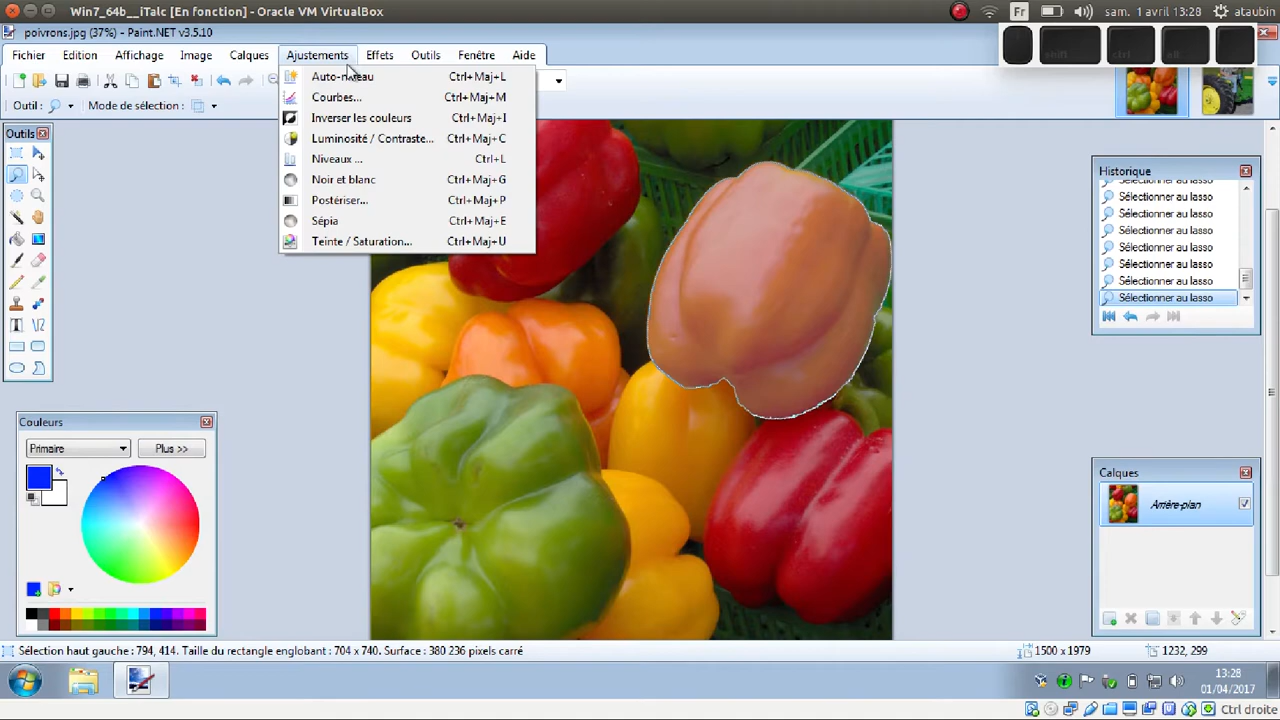 Win7_64b__iTalc [En fonction] - Oracle VM VirtualBox
Fr
sam. 1 avril 13:28
ataubin
poivrons.jpg (37%) - Paint.NET v3.5.10
Fichier Edition Affichage Image Calques Ajustements Effets Outils Fenêtre Aide
shift ctrl alt
Auto-niveau Ctrl+Maj+L
Courbes... Ctrl+Maj+M
Outil : Mode de sélection :
Inverser les couleurs Ctrl+Maj+I
Luminosité / Contraste... Ctrl+Maj+C
Niveaux ... Ctrl+L
Noir et blanc Ctrl+Maj+G
Postériser... Ctrl+Maj+P
Sépia Ctrl+Maj+E
Teinte / Saturation... Ctrl+Maj+U
Outils
Historique
Sélectionner au lasso
Sélectionner au lasso
Sélectionner au lasso
Sélectionner au lasso
Sélectionner au lasso
Sélectionner au lasso
Sélectionner au lasso
Couleurs
Primaire Plus >>
Calques
Arrière-plan
Sélection haut gauche : 794, 414. Taille du rectangle englobant : 704 x 740. Surface : 380 236 pixels carré
1500 x 1979
1232, 299
13:28
01/04/2017
Ctrl droite